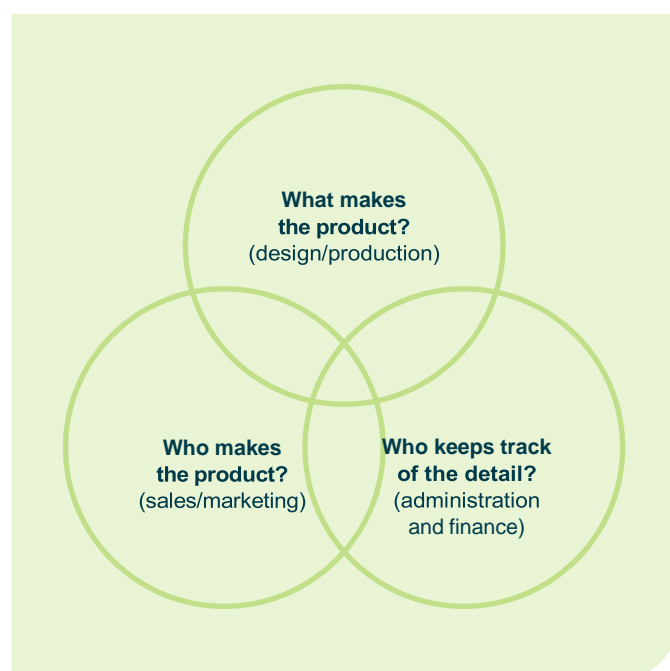 What makes
the product?
(design/production)
Who makes
the product?
(sales/marketing)
Who keeps track
of the detail?
(administration
and finance)